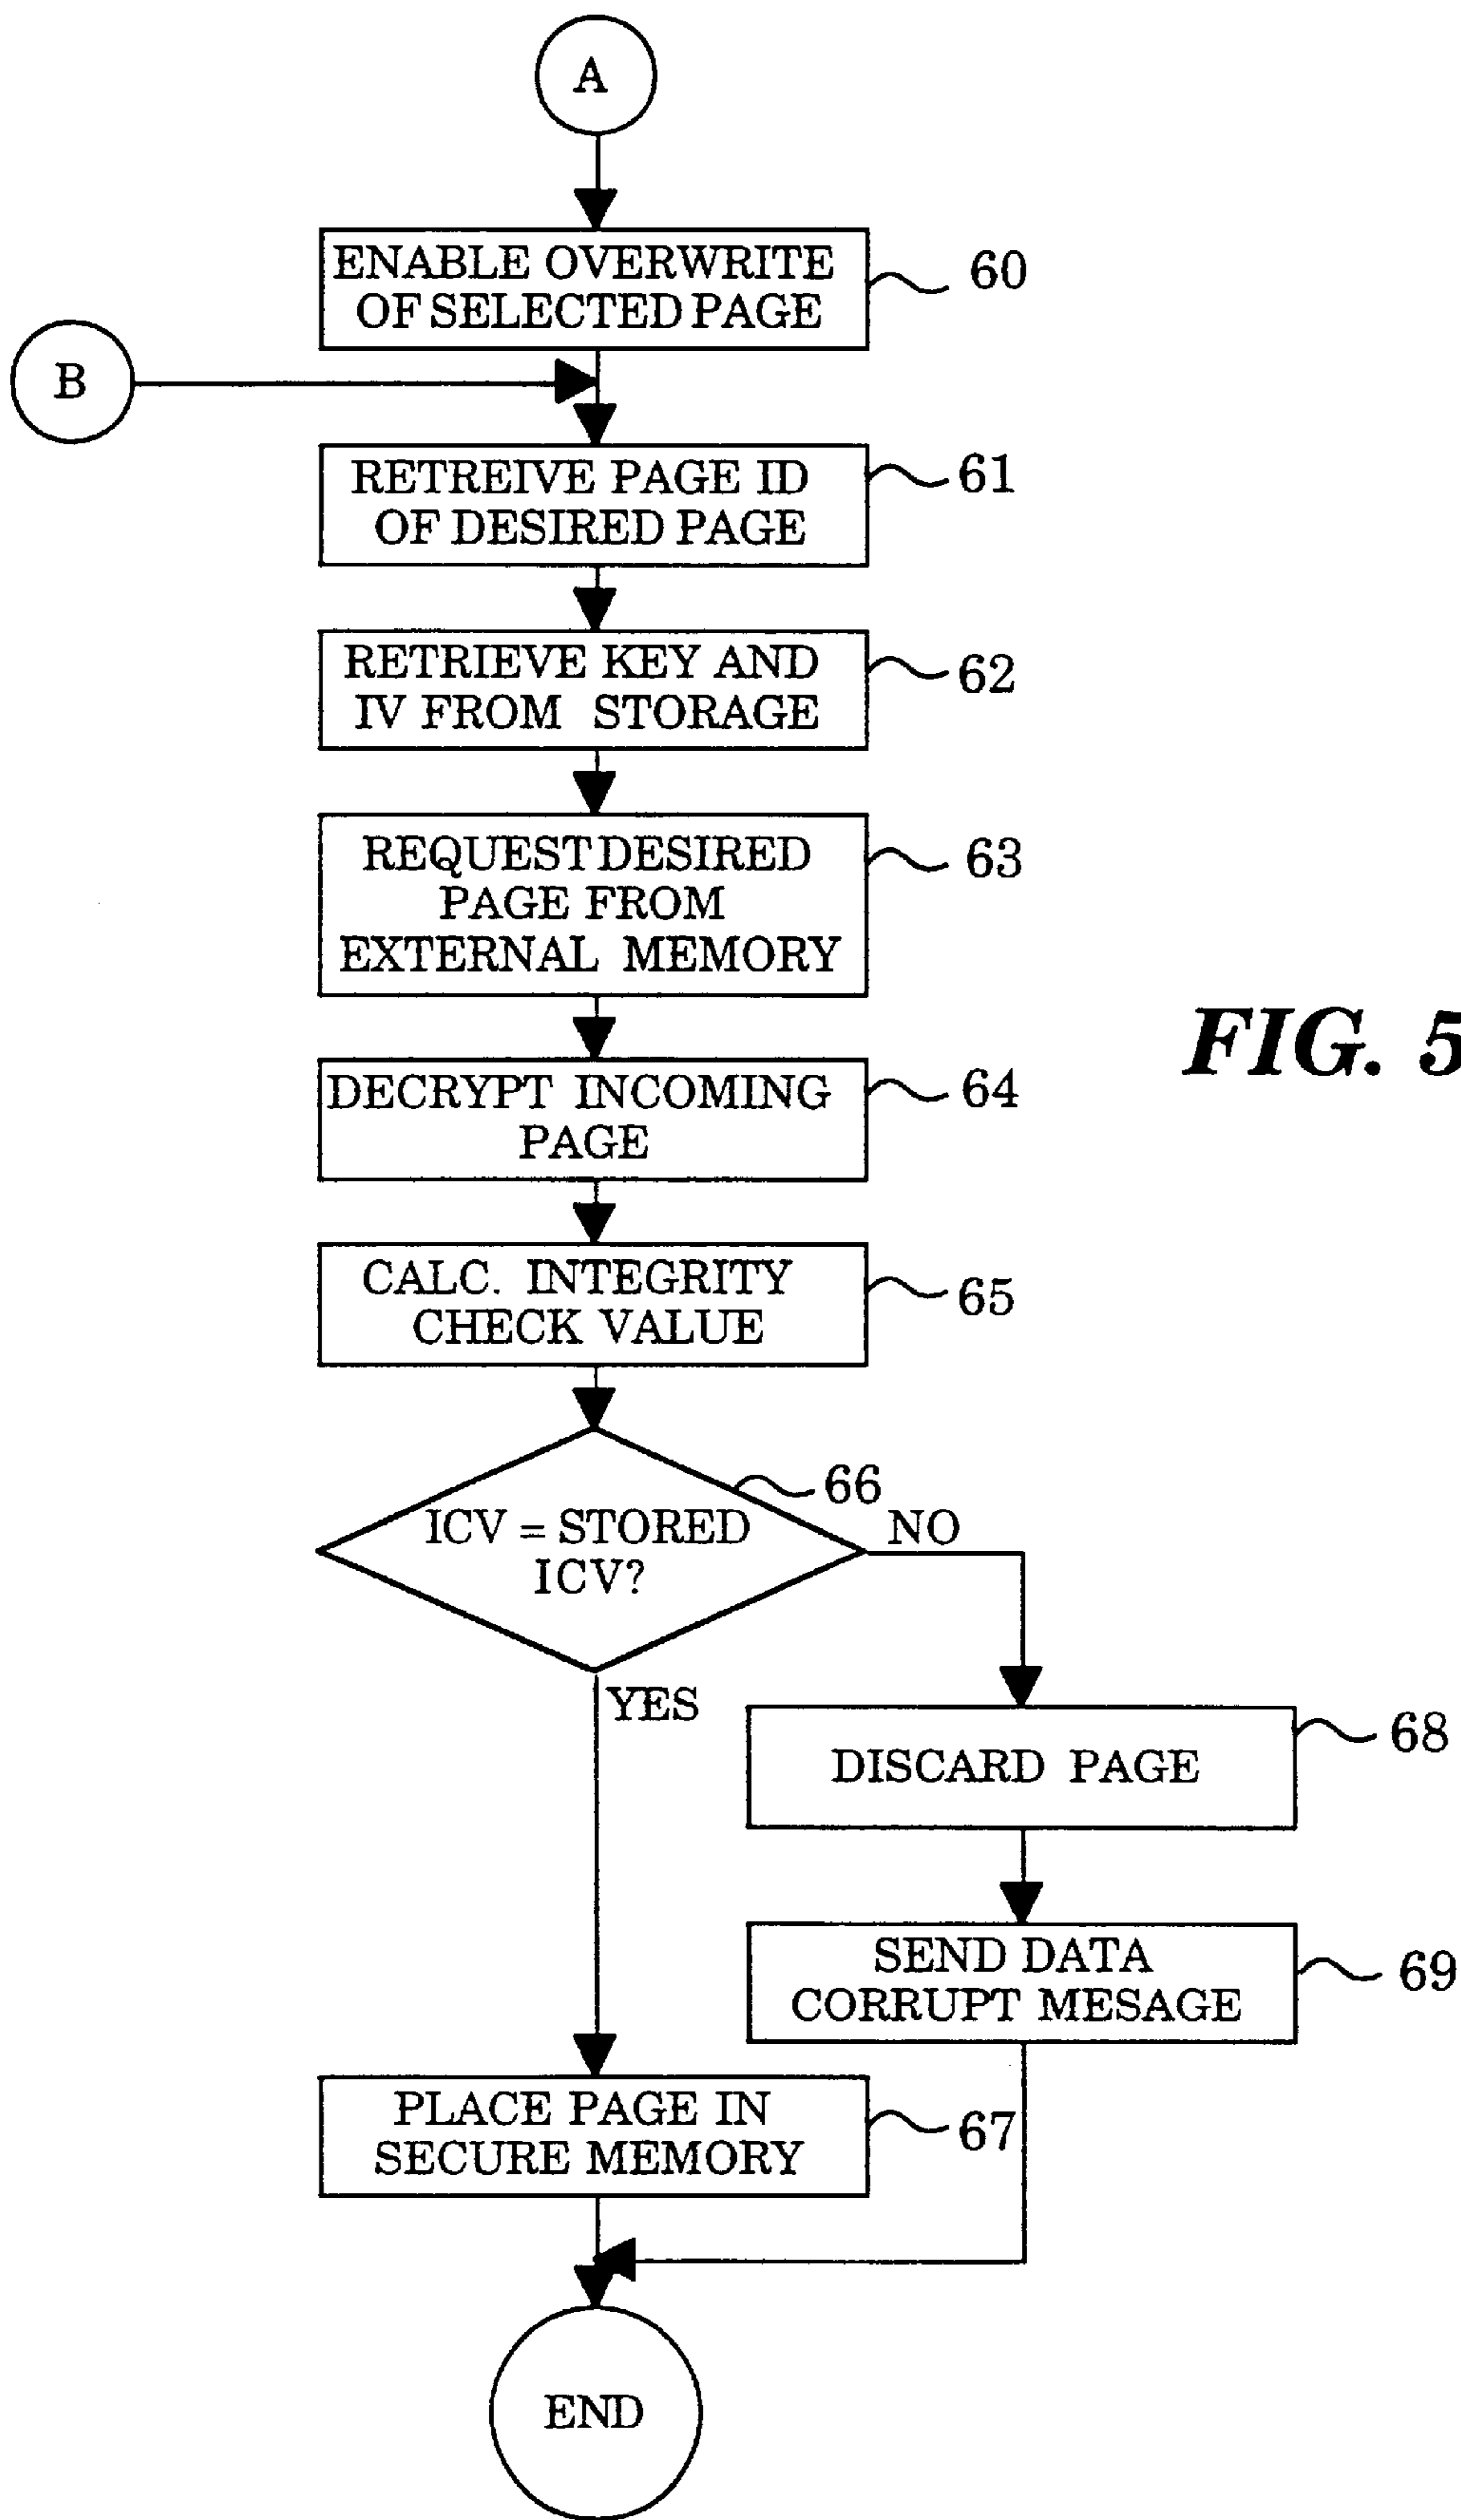 A
ENABLE OVERWRITE
OF SELECTED PAGE
60
B
RETREIVE PAGE ID
OF DESIRED PAGE
61
RETRIEVE KEY AND
IV FROM STORAGE
62
REQUEST DESIRED
PAGE FROM
EXTERNAL MEMORY
63
FIG. 5
DECRYPT INCOMING
PAGE
64
CALC. INTEGRITY
CHECK VALUE
65
66
ICV = STORED
ICV?
NO
YES
DISCARD PAGE
68
SEND DATA
CORRUPT MESAGE
69
PLACE PAGE IN
SECURE MEMORY
67
END